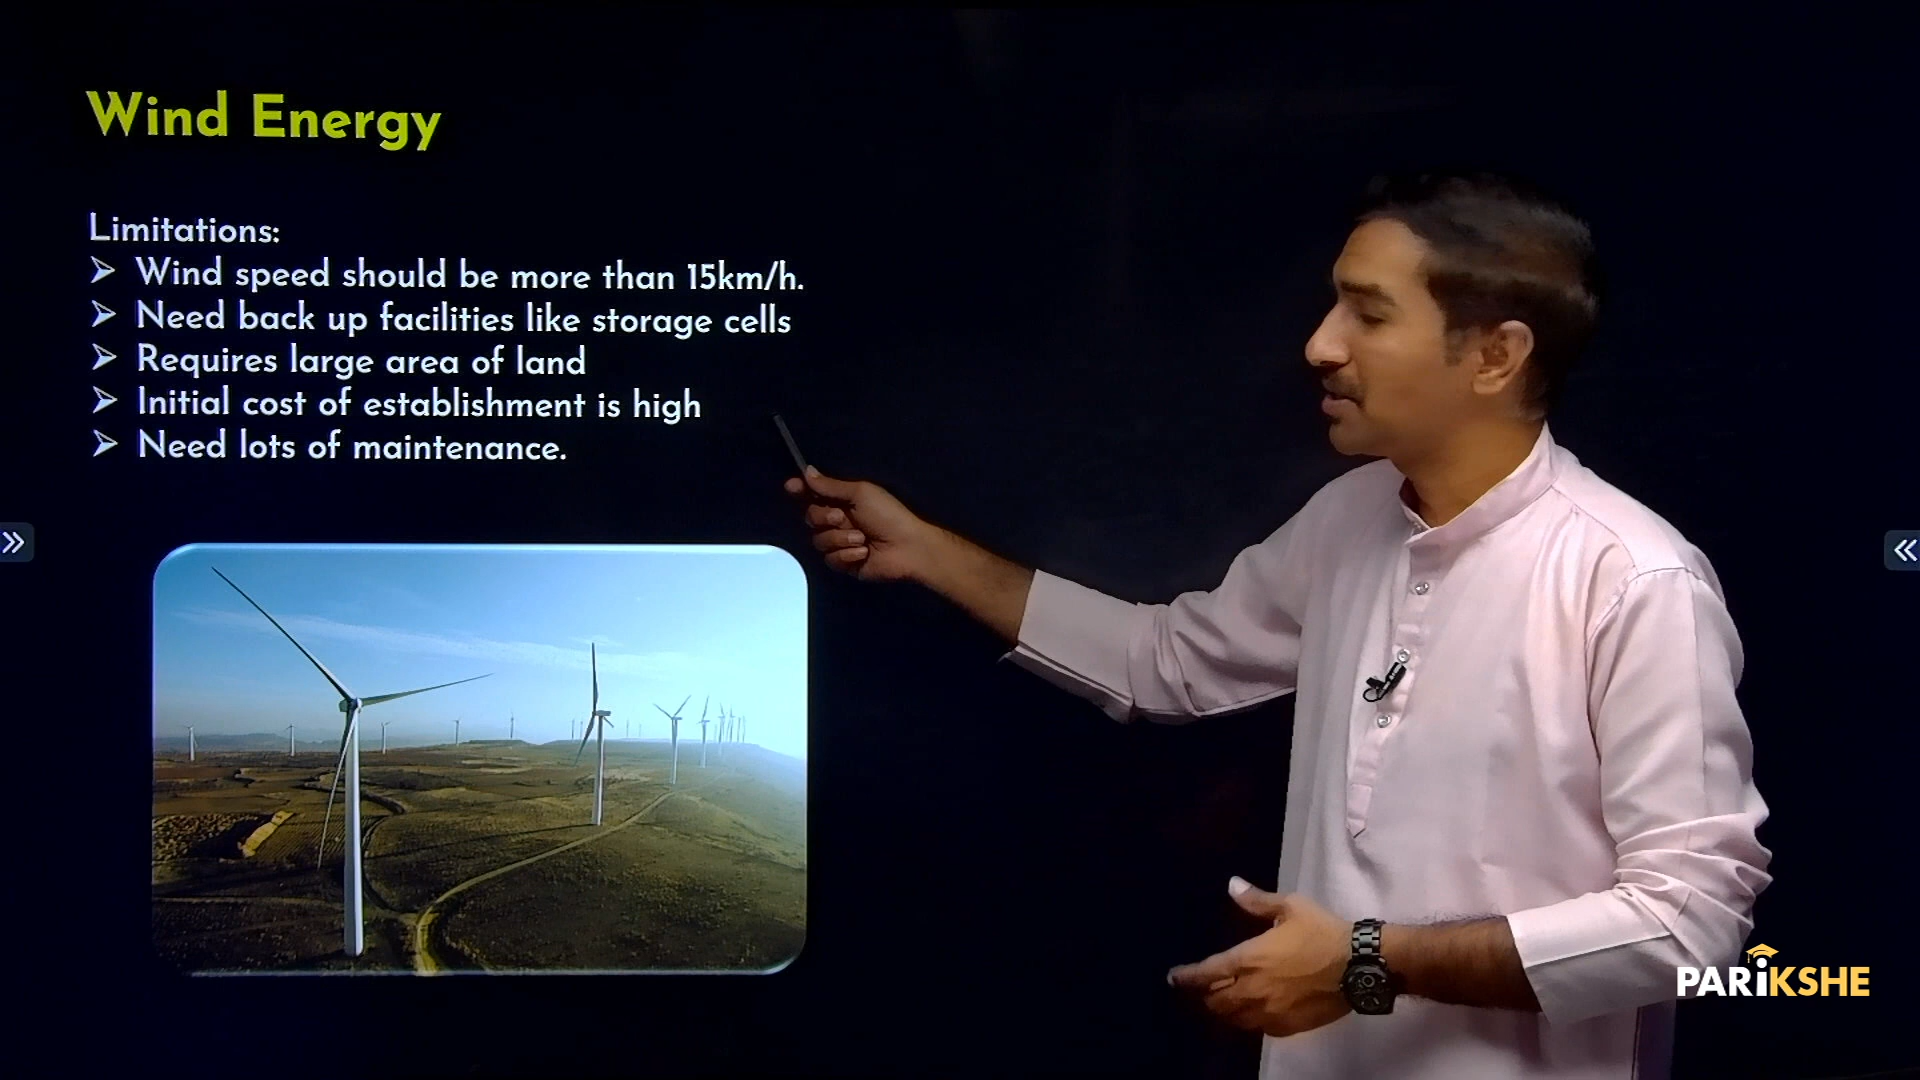 Wind Energy
Limitations:
➢ Wind speed should be more than 15km/h.
➢ Need back up facilities like storage cells
➢ Requires large area of land
➢ Initial cost of establishment is high
➢ Need lots of maintenance.
PARiKSHE